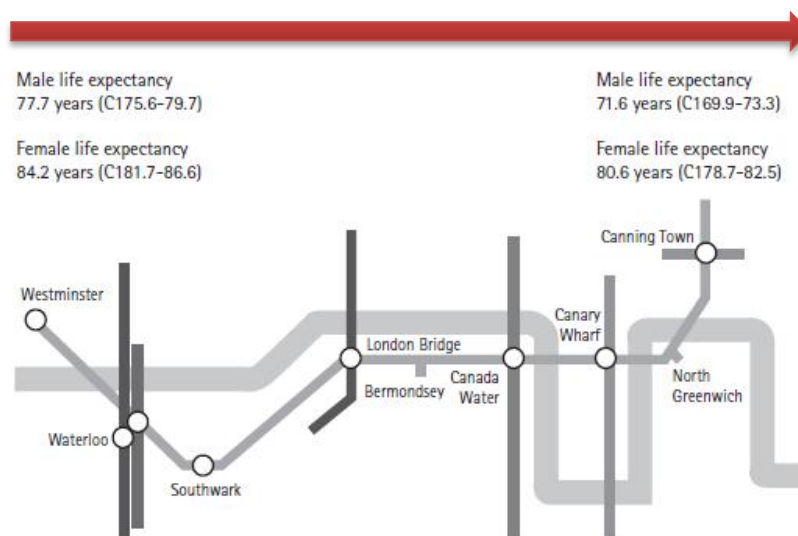 Male life expectancy
77.7 years (C175.6–79.7)
Female life expectancy
84.2 years (C181.7–86.6)
Male life expectancy
71.6 years (C169.9–73.3)
Female life expectancy
80.6 years (C178.7–82.5)
Canning Town
Westminster
Canary
Wharf
London Bridge
Bermondsey
Canada
Water
North
Greenwich
Waterloo
Southwark